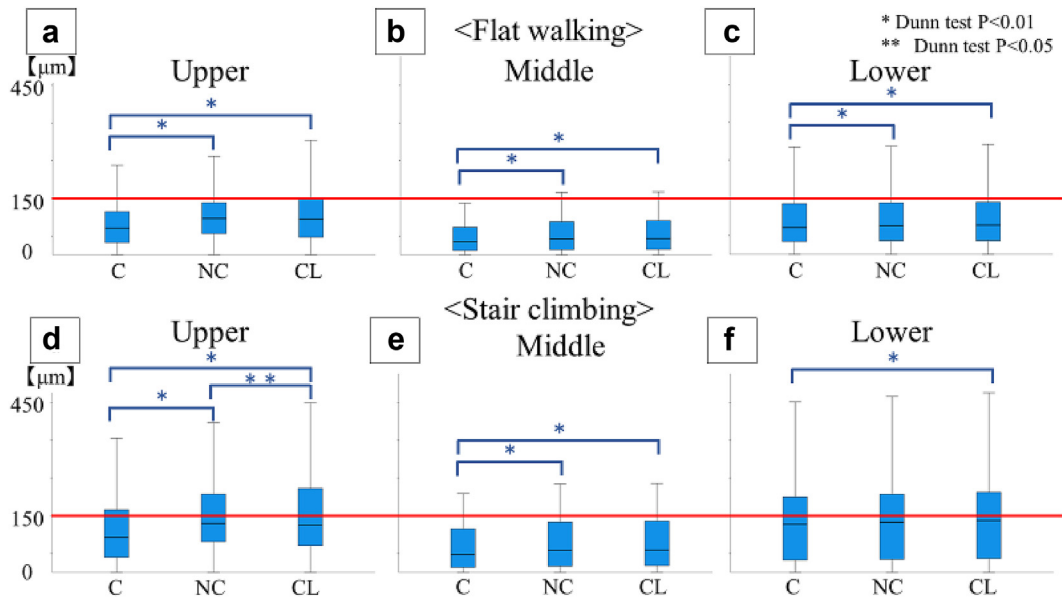 a b <Flat walking> c * Dunn test P<0.01
** Dunn test P<0.05
【μm】 Upper Middle Lower
450
* * *
* * *
150
0
C NC CL C NC CL C NC CL
d Upper <Stair climbing> e Middle f Lower
【μm】 * * *
450 * ** *
*
150
0
C NC CL C NC CL C NC CL